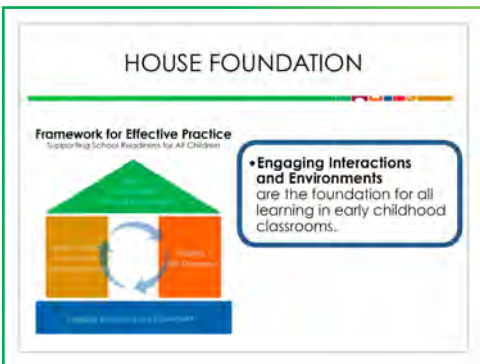 HOUSE FOUNDATION
Framework for Effective Practice
Supporting School Readiness for All Children
•Engaging Interactions
and Environments
are the foundation for all
learning in early childhood
classrooms.